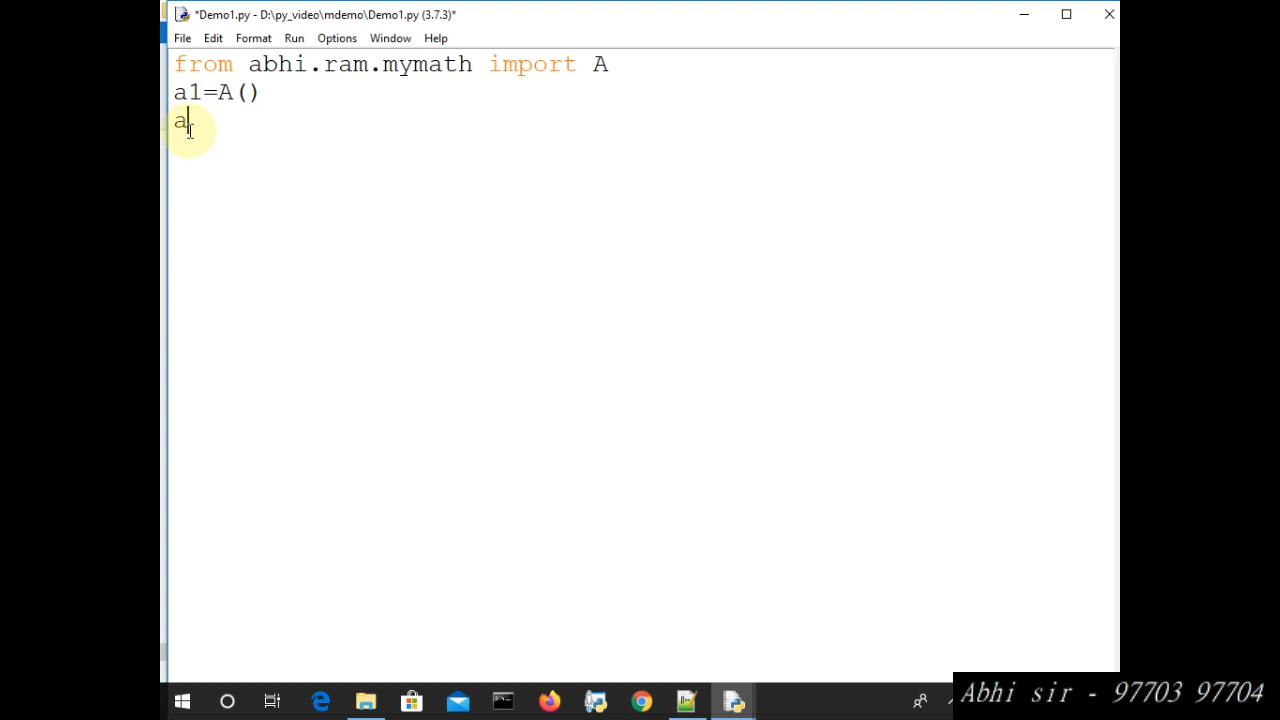 *Demo1.py - D:\py_video\mdemo\Demo1.py (3.7.3)*
File Edit Format Run Options Window Help
from abhi.ram.mymath import A
a1=A()
a
Abhi sir - 97703 97704